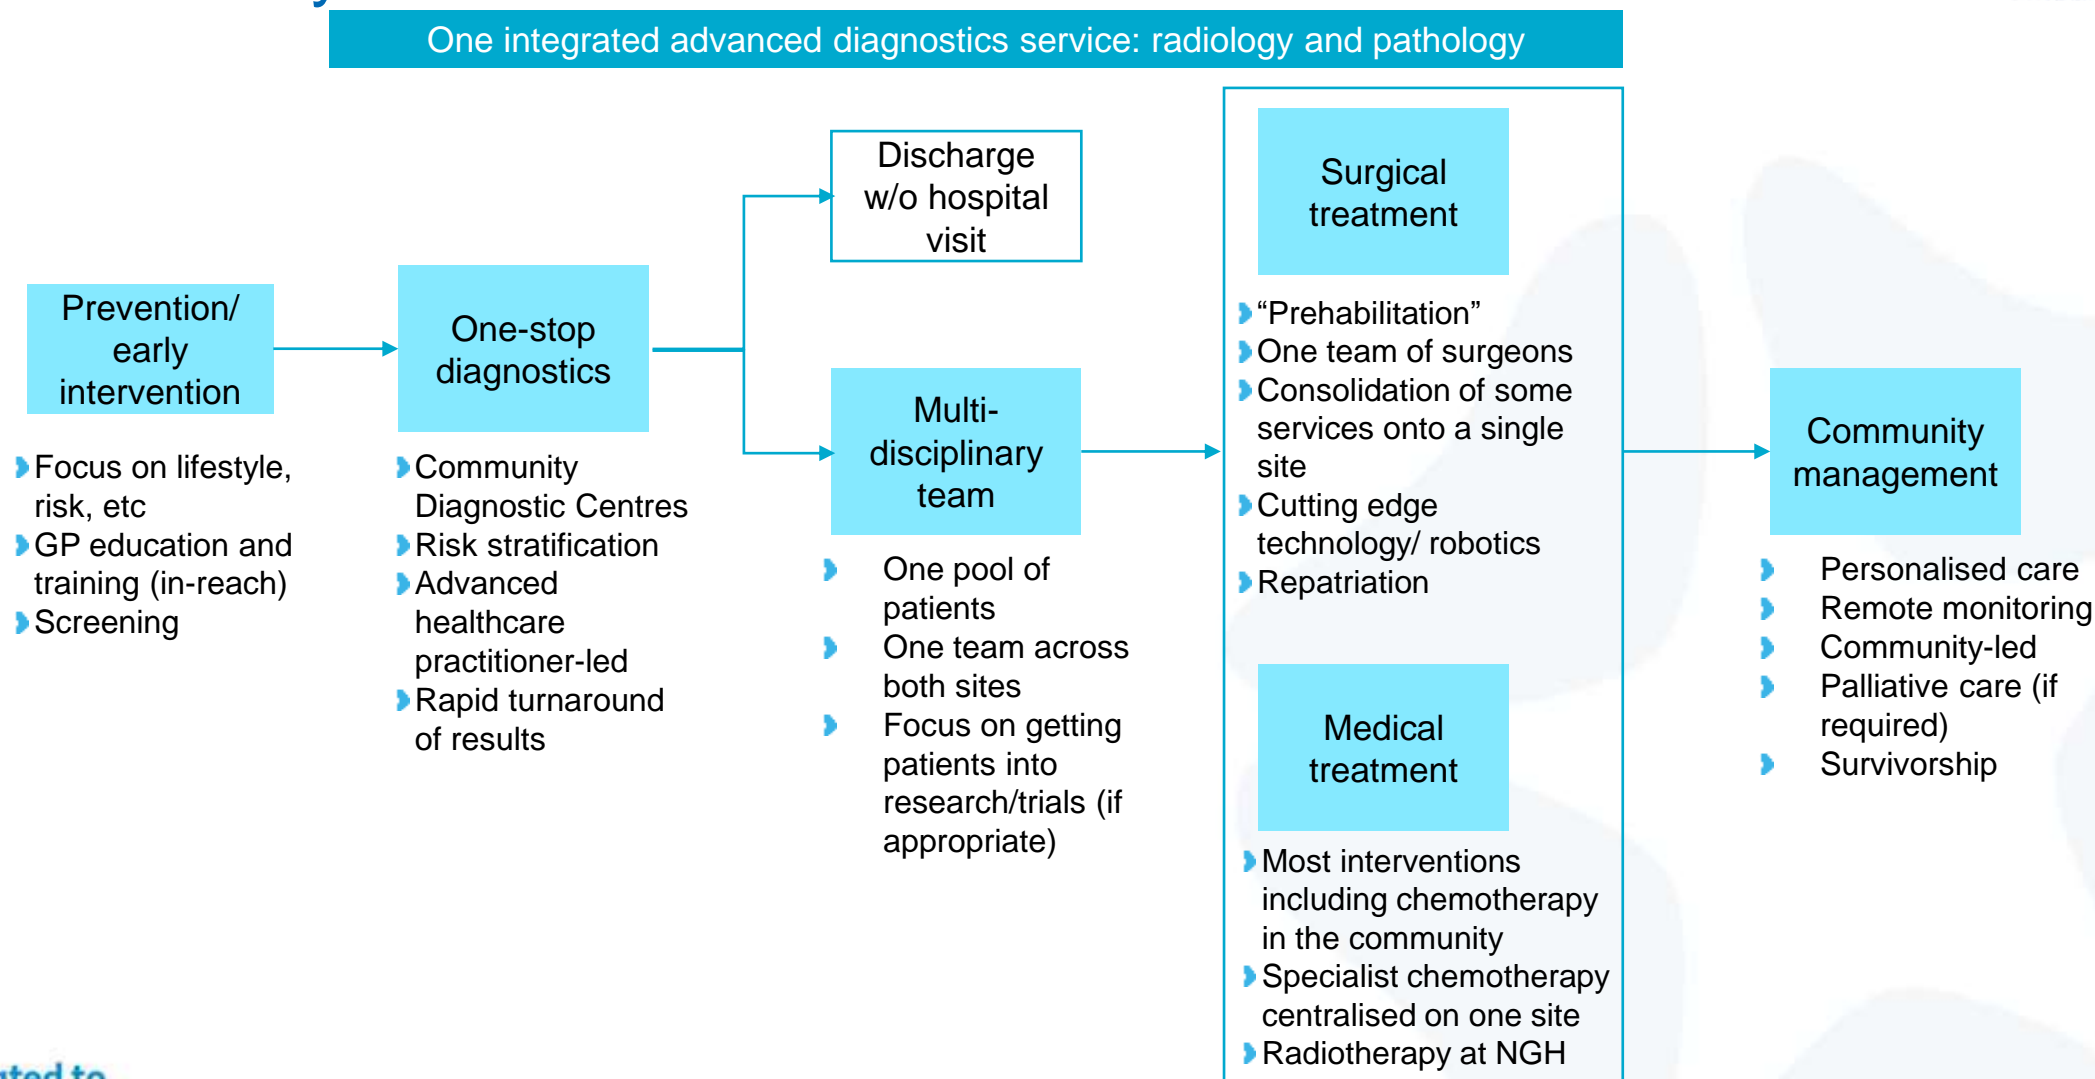 One integrated advanced diagnostics service: radiology and pathology
Prevention/
early
intervention
Focus on lifestyle,
risk, etc
GP education and
training (in-reach)
Screening
One-stop
diagnostics
Community
Diagnostic Centres
Risk stratification
Advanced
healthcare
practitioner-led
Rapid turnaround
of results
Discharge
w/o hospital
visit
Multi-
disciplinary
team
One pool of
patients
One team across
both sites
Focus on getting
patients into
research/trials (if
appropriate)
Surgical
treatment
“Prehabilitation”
One team of surgeons
Consolidation of some
services onto a single
site
Cutting edge
technology/ robotics
Repatriation
Medical
treatment
Most interventions
including chemotherapy
in the community
Specialist chemotherapy
centralised on one site
Radiotherapy at NGH
Community
management
Personalised care
Remote monitoring
Community-led
Palliative care (if
required)
Survivorship
to